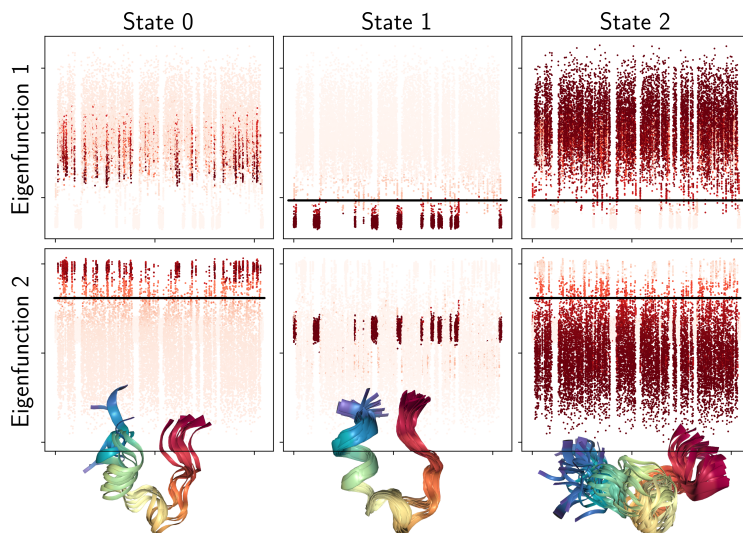 State 0
State 1
State 2
Eigenfunction 1
Eigenfunction 2